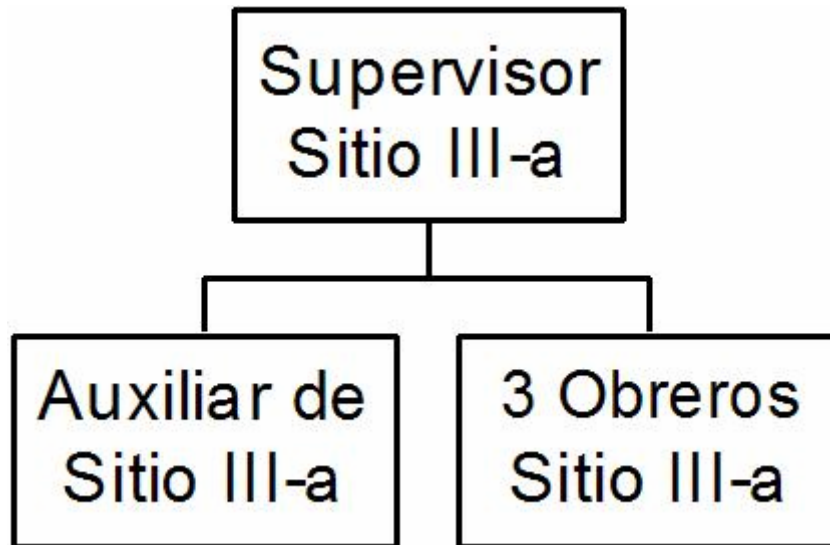 Supervisor
Sitio III-a
Auxiliar de
Sitio III-a
3 Obreros
Sitio III-a